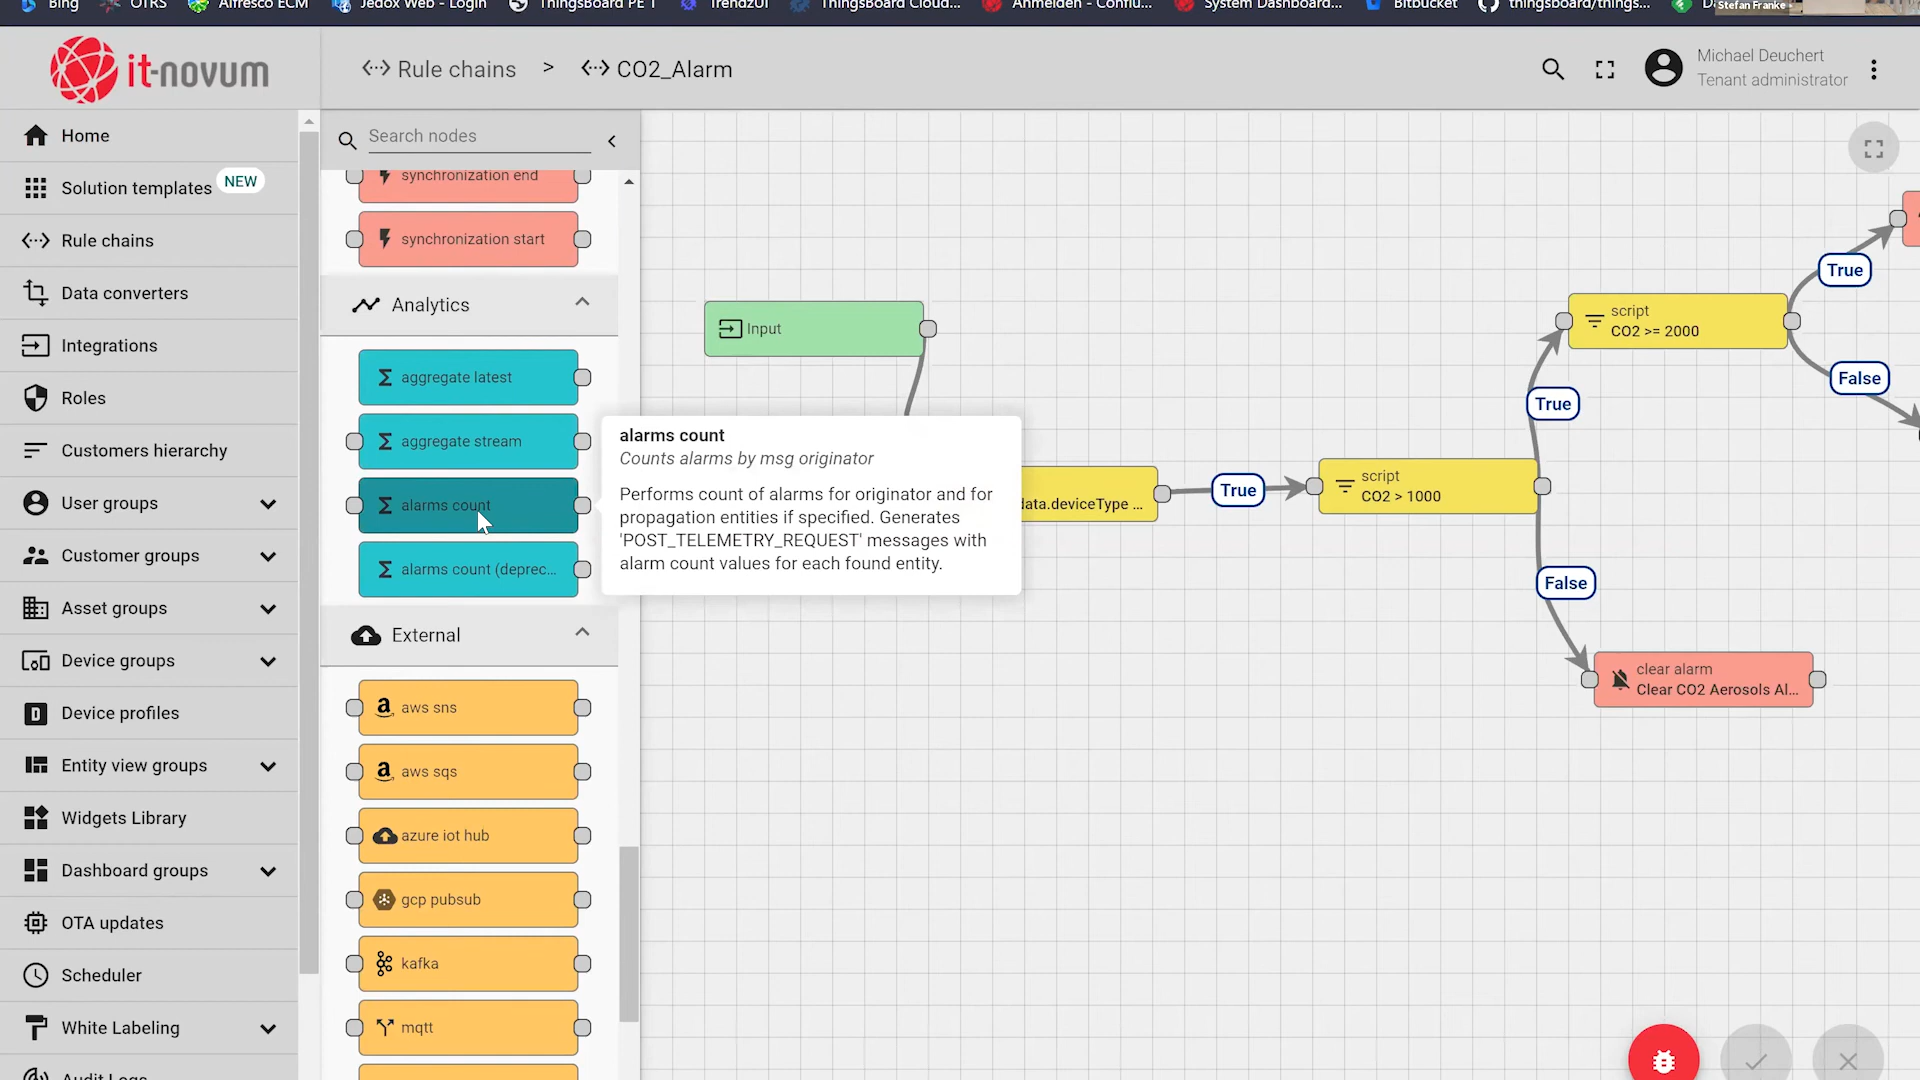 Bing
OTRS
Alfresco ECM
Jedox Web - Login
ThingsBoard PE
TrendzUI
ThingsBoard Cloud...
Anmelden - Conflu...
System Dashboard...
Bitbucket
thingsboard/things...
Stefan Franke
it-novum
Rule chains > CO2_Alarm
Michael Deuchert
Tenant administrator
Home
Solution templates NEW
Rule chains
Data converters
Integrations
Roles
Customers hierarchy
User groups
Customer groups
Asset groups
Device groups
Device profiles
Entity view groups
Widgets Library
Dashboard groups
OTA updates
Scheduler
White Labeling
Audit Logs
Search nodes
synchronization end
synchronization start
Analytics
aggregate latest
aggregate stream
alarms count
alarms count (deprec...
External
aws sns
aws sqs
azure iot hub
gcp pubsub
kafka
mqtt
alarms count
Counts alarms by msg originator
Performs count of alarms for originator and for
propagation entities if specified. Generates
'POST_TELEMETRY_REQUEST' messages with
alarm count values for each found entity.
Input
data.deviceType ...
True
script
CO2 > 1000
True
False
script
CO2 >= 2000
True
False
clear alarm
Clear CO2 Aerosols Al...